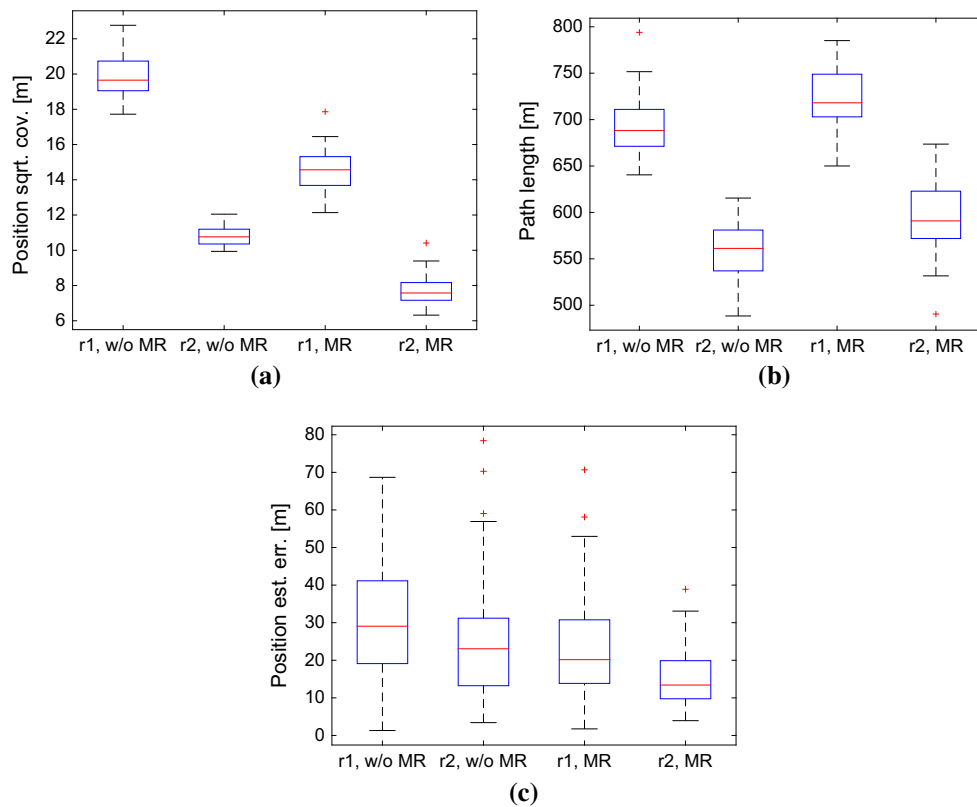 Position sqrt. cov. [m]
22
20
18
16
14
12
10
8
6
r1, w/o MR r2, w/o MR r1, MR r2, MR
(a)
Path length [m]
800
750
700
650
600
550
500
r1, w/o MR r2, w/o MR r1, MR r2, MR
(b)
Position est. err. [m]
80
70
60
50
40
30
20
10
0
r1, w/o MR r2, w/o MR r1, MR r2, MR
(c)